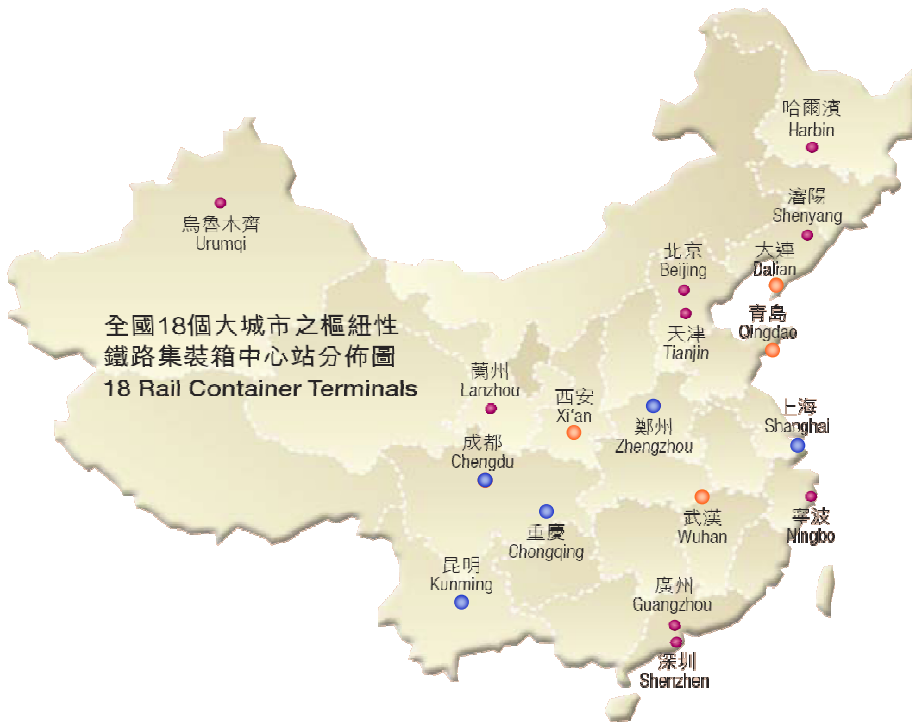 哈爾濱
Harbin
瀋陽
Shenyang
烏魯木齊
Urumqi
北京
Beijing
大連
Dalian
青島
Qingdao
天津
Tianjin
全國18個大城市之樞紐性
鐵路集裝箱中心站分佈圖
18 Rail Container Terminals
蘭州
Lanzhou
西安
Xi'an
鄭州
Zhengzhou
上海
Shanghai
成都
Chengdu
重慶
Chongqing
武漢
Wuhan
寧波
Ningbo
昆明
Kunming
廣州
Guangzhou
深圳
Shenzhen